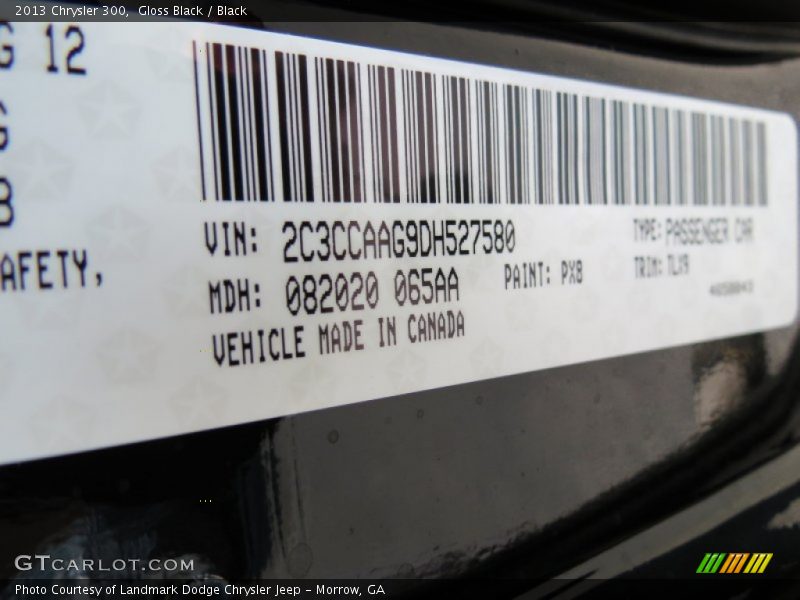 2013 Chrysler 300, Gloss Black / Black
G 12
AFETY,
VIN: 2C3CCAAG9DH527580
TYPE: PASSENGER CAR
MDH: 082020 065AA
PAINT: PX8
TRIM: TLX9
VEHICLE MADE IN CANADA
GTCARLOT.COM
Photo Courtesy of Landmark Dodge Chrysler Jeep - Morrow, GA